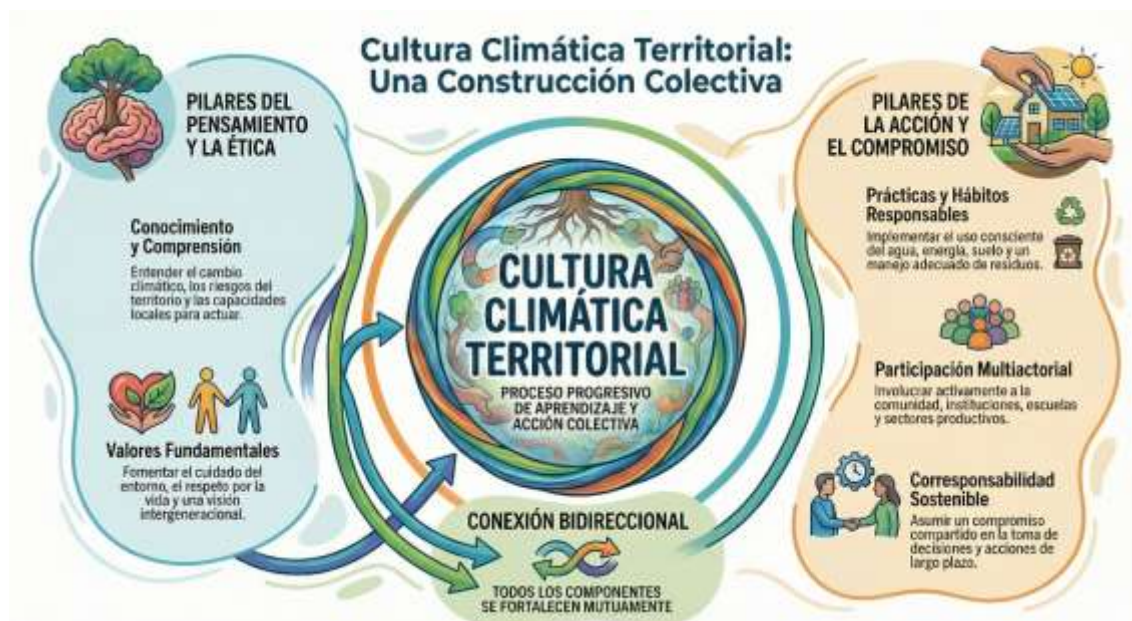 Cultura Climática Territorial:
Una Construcción Colectiva
PILARES DEL
PENSAMIENTO
Y LA ÉTICA
Conocimiento
y Comprensión
Entender el cambio
climático, los riesgos del
territorio y las capacidades
locales para actuar.
Valores Fundamentales
Fomentar el cuidado del
entorno, el respeto por la
vida y una visión
intergeneracional.
CULTURA
CLIMÁTICA
TERRITORIAL
PROCESO PROGRESIVO
DE APRENDIZAJE Y
ACCIÓN COLECTIVA
CONEXIÓN BIDIRECCIONAL
TODOS LOS COMPONENTES
SE FORTALECEN MUTUAMENTE
PILARES DE
LA ACCIÓN Y
EL COMPROMISO
Prácticas y Hábitos
Responsables
Implementar el uso consciente
del agua, energía, suelo y un
manejo adecuado de residuos.
Participación Multiactorial
Involucrar activamente a la
comunidad, instituciones, escuelas
y sectores productivos.
Corresponsabilidad
Sostenible
Asumir un compromiso
compartido en la toma de
decisiones y acciones de
largo plazo.